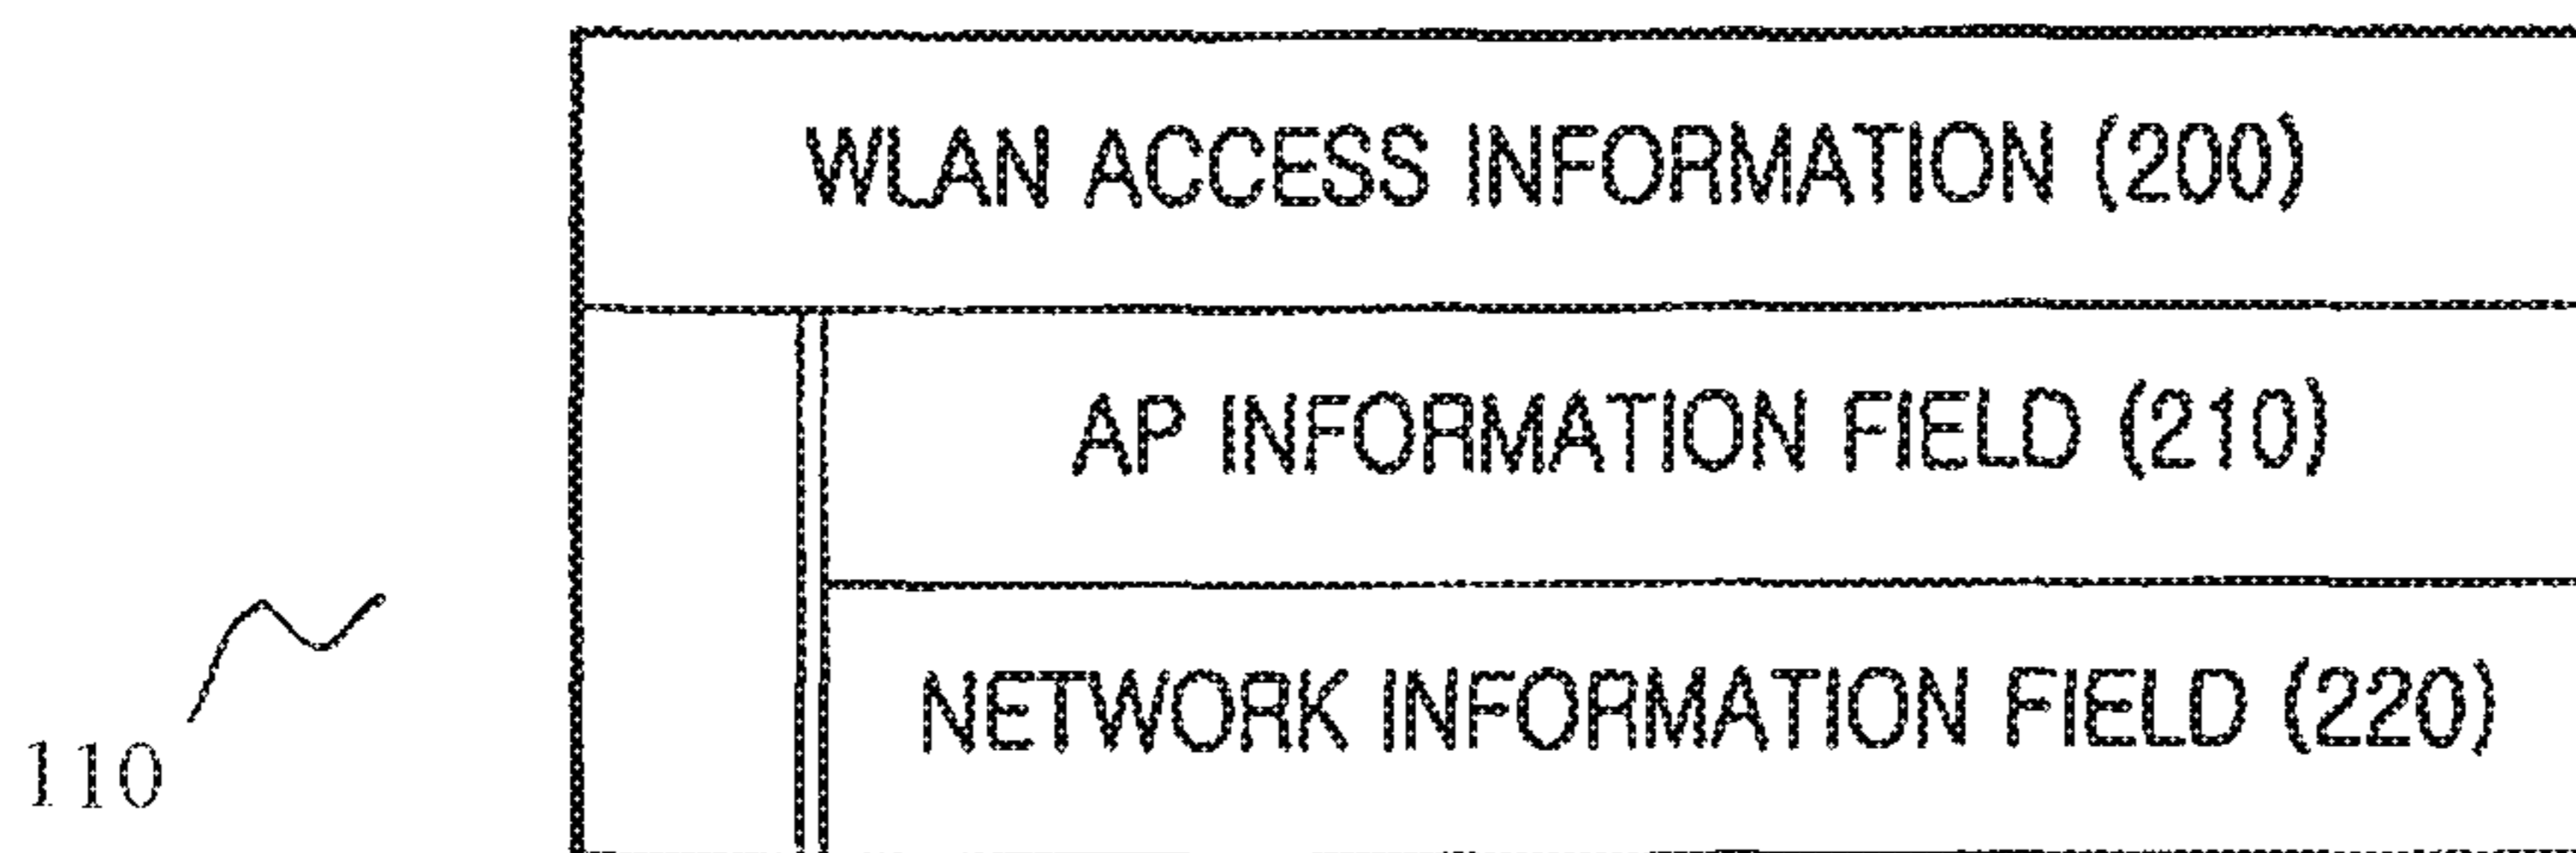 WLAN ACCESS INFORMATION (200)
AP INFORMATION FIELD (210)
NETWORK INFORMATION FIELD (220)
110